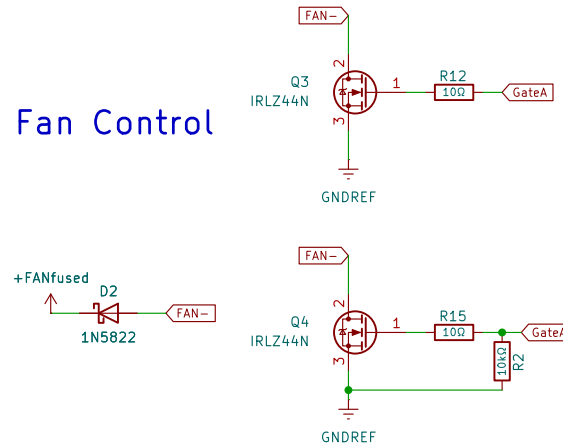 FAN-
2
Q3
IRLZ44N
1
R12
10Ω
GateA
3
GNDREF
Fan Control
FAN-
+FANfused
D2
1N5822
FAN-
2
Q4
IRLZ44N
1
R15
10Ω
GateA
3
10kΩ
R2
GNDREF